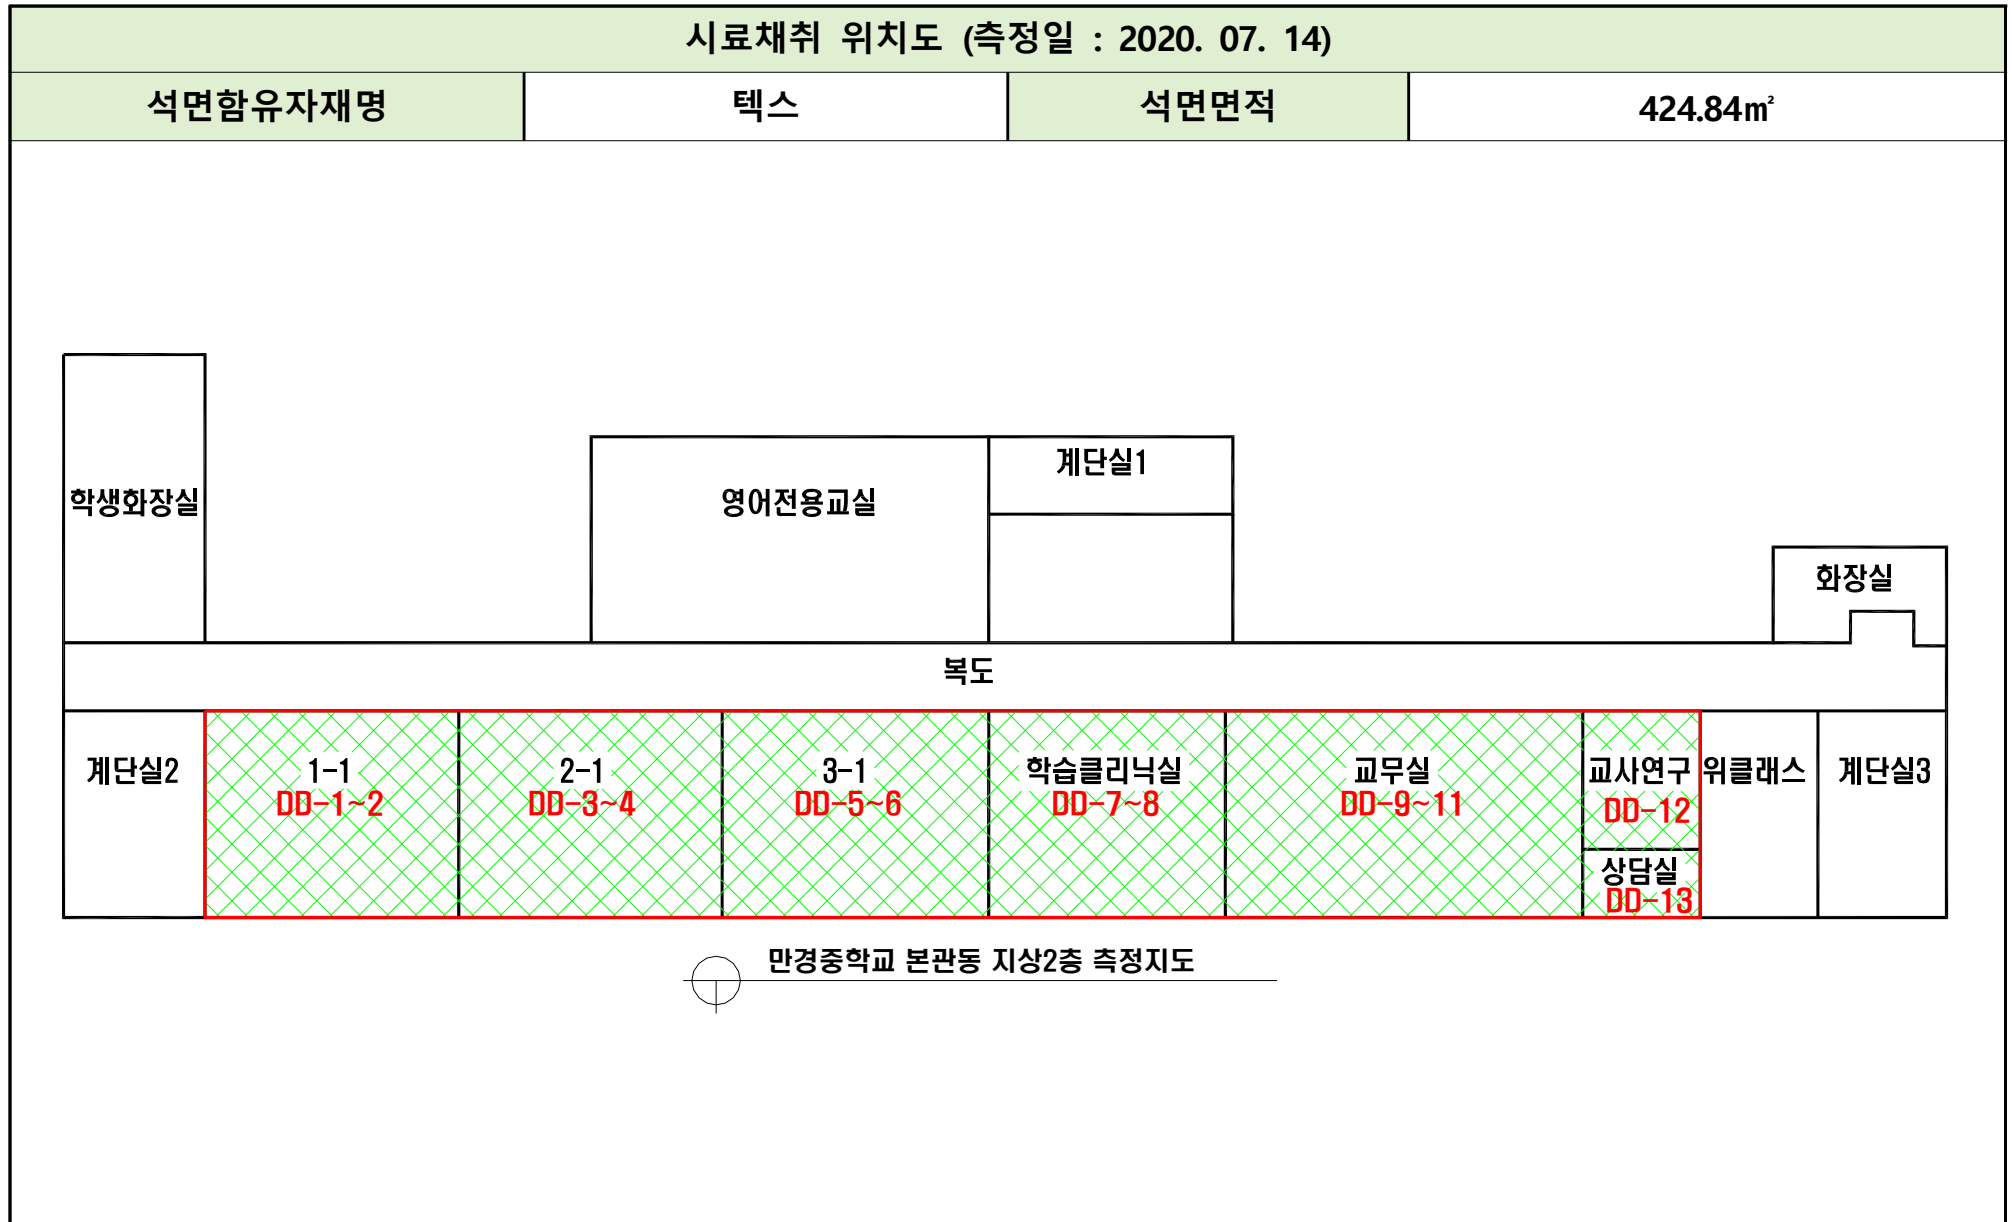 시료채취 위치도 (측정일 : 2020. 07. 14)
석면함유자재명 텍스 석면면적 424.84㎡
계단실1
학생화장실 영어전용교실
화장실
복도
계단실2 1-1 2-1 3-1 학습클리닉실 교무실 교사연구 위클래스 계단실3
DD-1~2 DD-3~4 DD-5~6 DD-7~8 DD-9~11 DD-12
상담실
DD-13
만경중학교 본관동 지상2층 측정지도